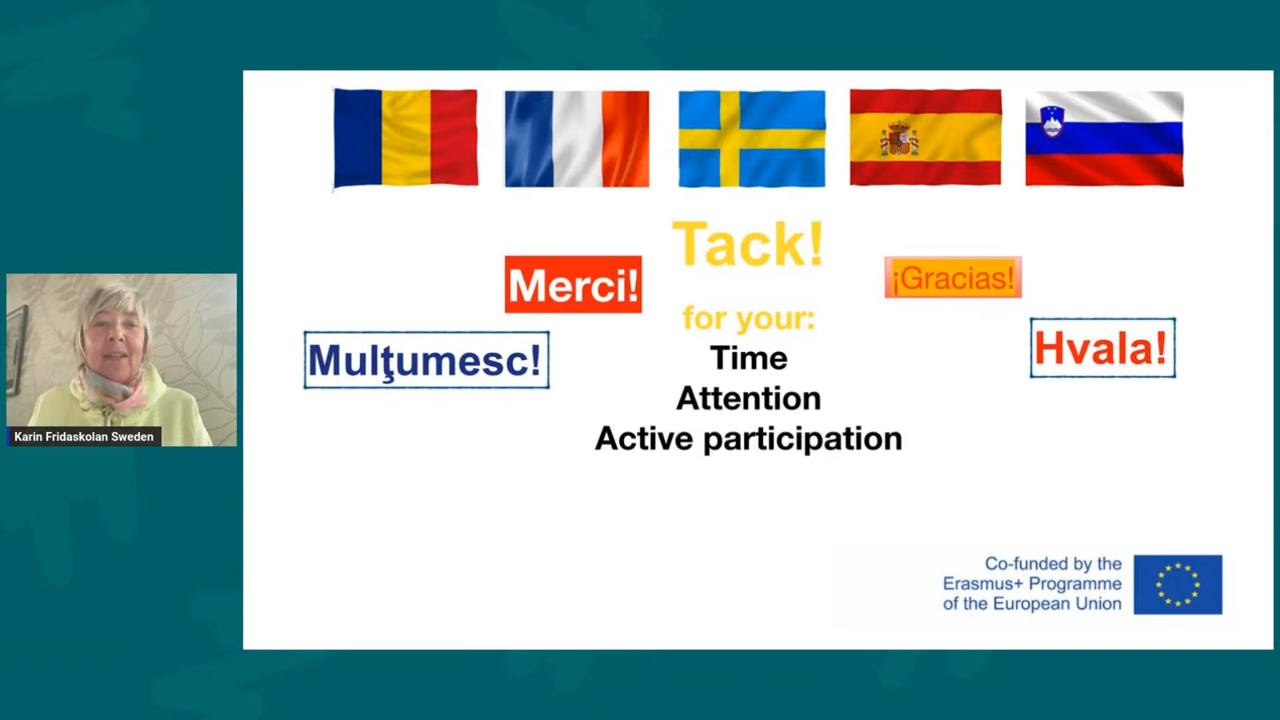 Tack!
Merci!
¡Gracias!
for your:
Mulţumesc!
Hvala!
Time
Attention
Active participation
Karin Fridaskolan Sweden
Co-funded by the
Erasmus+ Programme
of the European Union